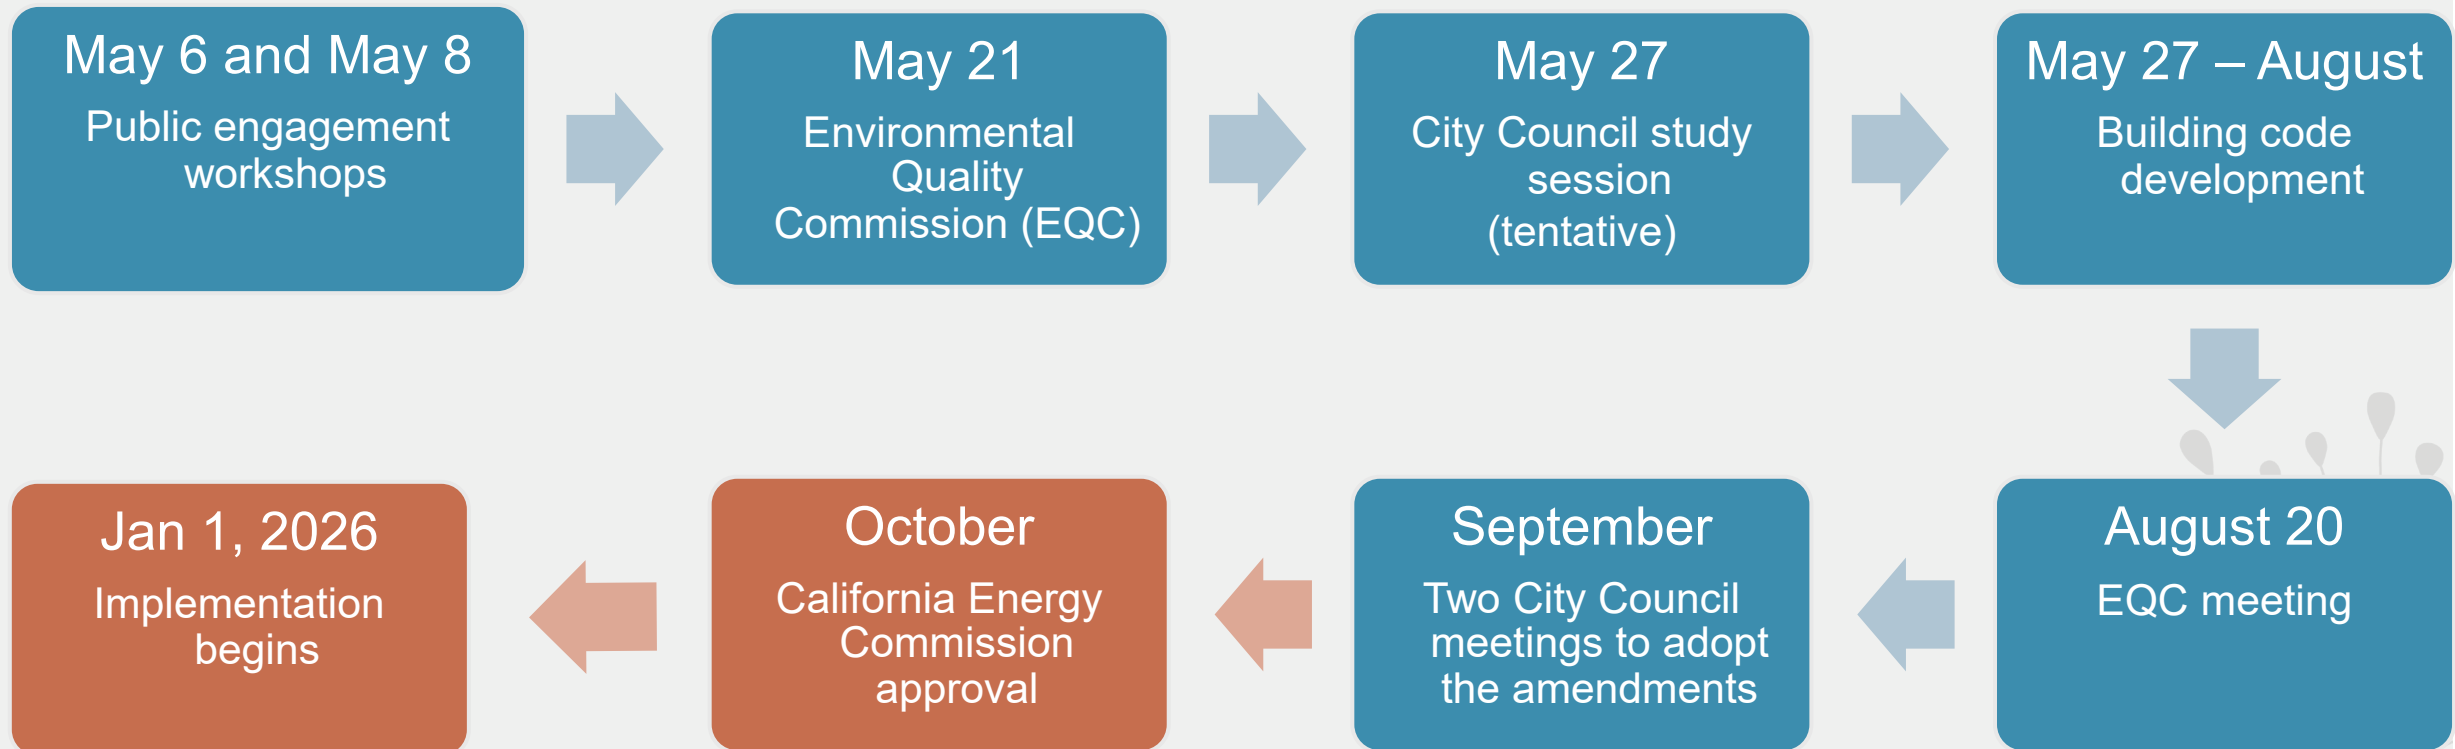 May 6 and May 8
Public engagement
workshops
May 21
Environmental
Quality
Commission (EQC)
May 27
City Council study
session
(tentative)
May 27 – August
Building code
development
August 20
EQC meeting
September
Two City Council
meetings to adopt
the amendments
October
California Energy
Commission
approval
Jan 1, 2026
Implementation
begins